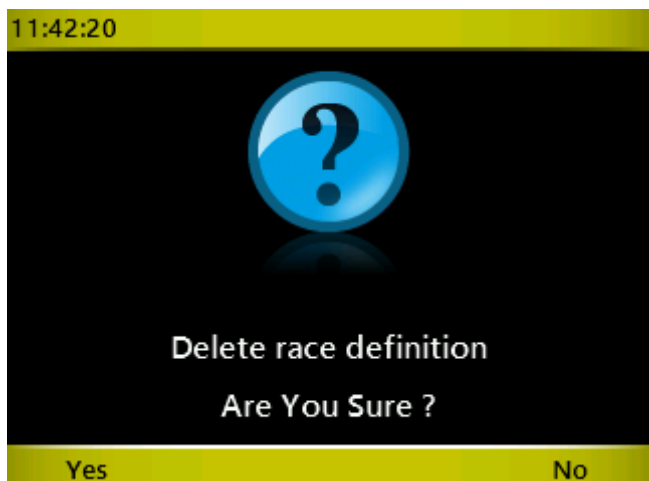 11:42:20
?
Delete race definition
Are You Sure ?
Yes No